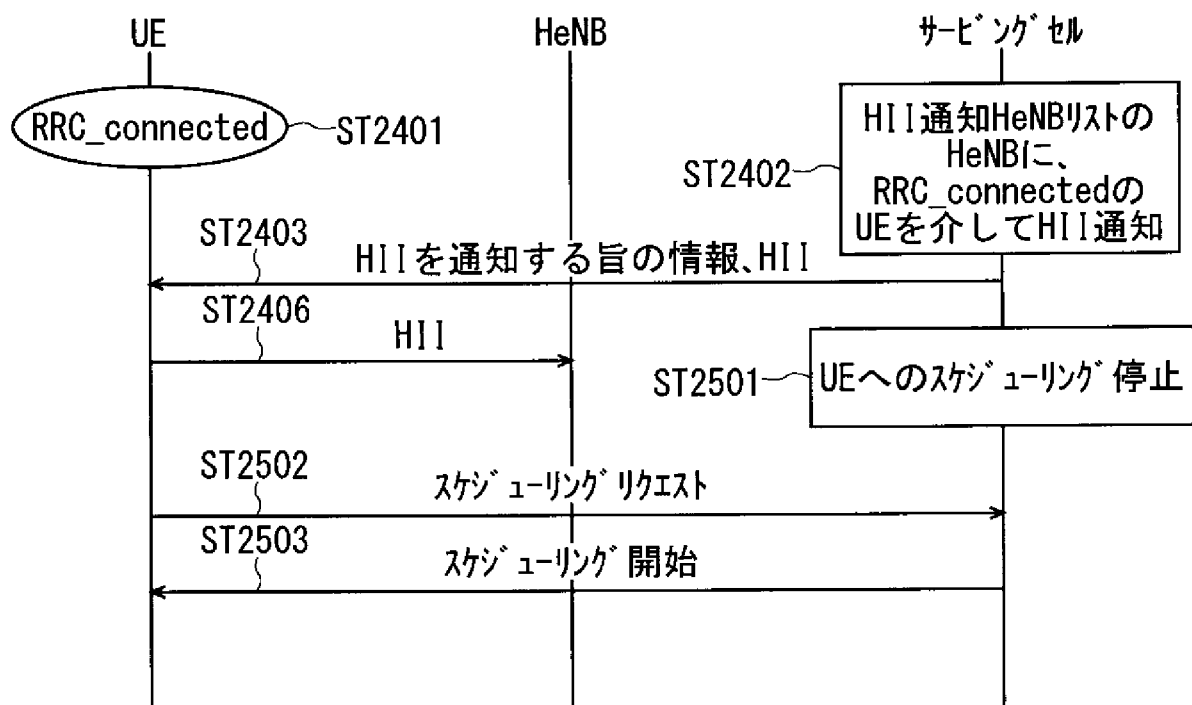 UE
HeNB
サービングセル
RRC_connected
ST2401
HII通知HeNBリストの
HeNBに、
RRC_connectedの
UEを介してHII通知
ST2402
ST2403
HIIを通知する旨の情報、HII
ST2406
HII
ST2501
UEへのスケジューリング停止
ST2502
スケジューリングリクエスト
ST2503
スケジューリング開始